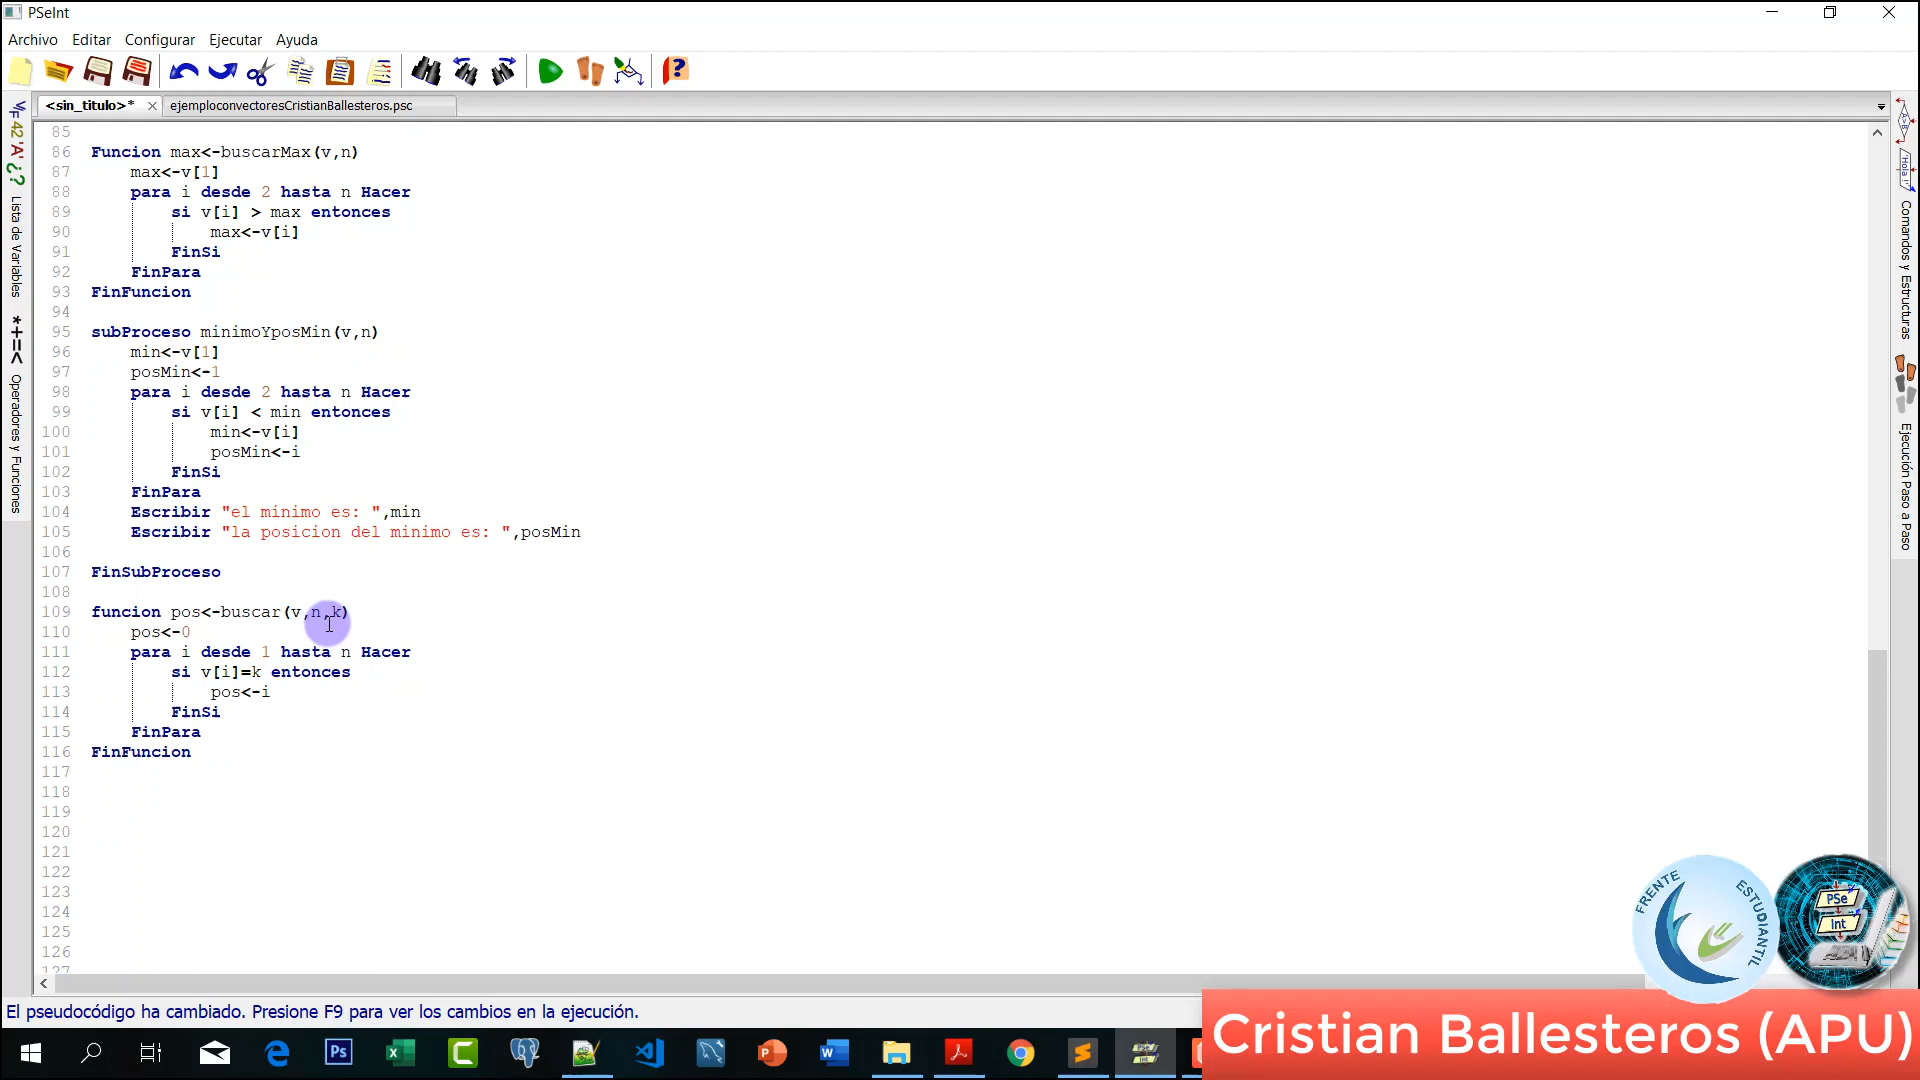 PSeInt
Archivo Editar Configurar Ejecutar Ayuda
<sin_titulo>* ejemploconvectoresCristianBallesteros.psc
85
86 Funcion max<-buscarMax(v,n)
87 max<-v[1]
88 para i desde 2 hasta n Hacer
89 si v[i] > max entonces
90 max<-v[i]
91 FinSi
92 FinPara
93 FinFuncion
94
95 subProceso minimoYposMin(v,n)
96 min<-v[1]
97 posMin<-1
98 para i desde 2 hasta n Hacer
99 si v[i] < min entonces
100 min<-v[i]
101 posMin<-i
102 FinSi
103 FinPara
104 Escribir "el minimo es: ",min
105 Escribir "la posicion del minimo es: ",posMin
106
107 FinSubProceso
108
109 funcion pos<-buscar(v,n,k)
110 pos<-0
111 para i desde 1 hasta n Hacer
112 si v[i]=k entonces
113 pos<-i
114 FinSi
115 FinPara
116 FinFuncion
117
118
119
120
121
122
123
124
125
126
127
Lista de Variables
*+=<
Operadores y Funciones
Comandos y Estructuras
Ejecución Paso a Paso
El pseudocódigo ha cambiado. Presione F9 para ver los cambios en la ejecución.
FRENTE ESTUDIANTIL
PSe
Int
Cristian Ballesteros (APU)